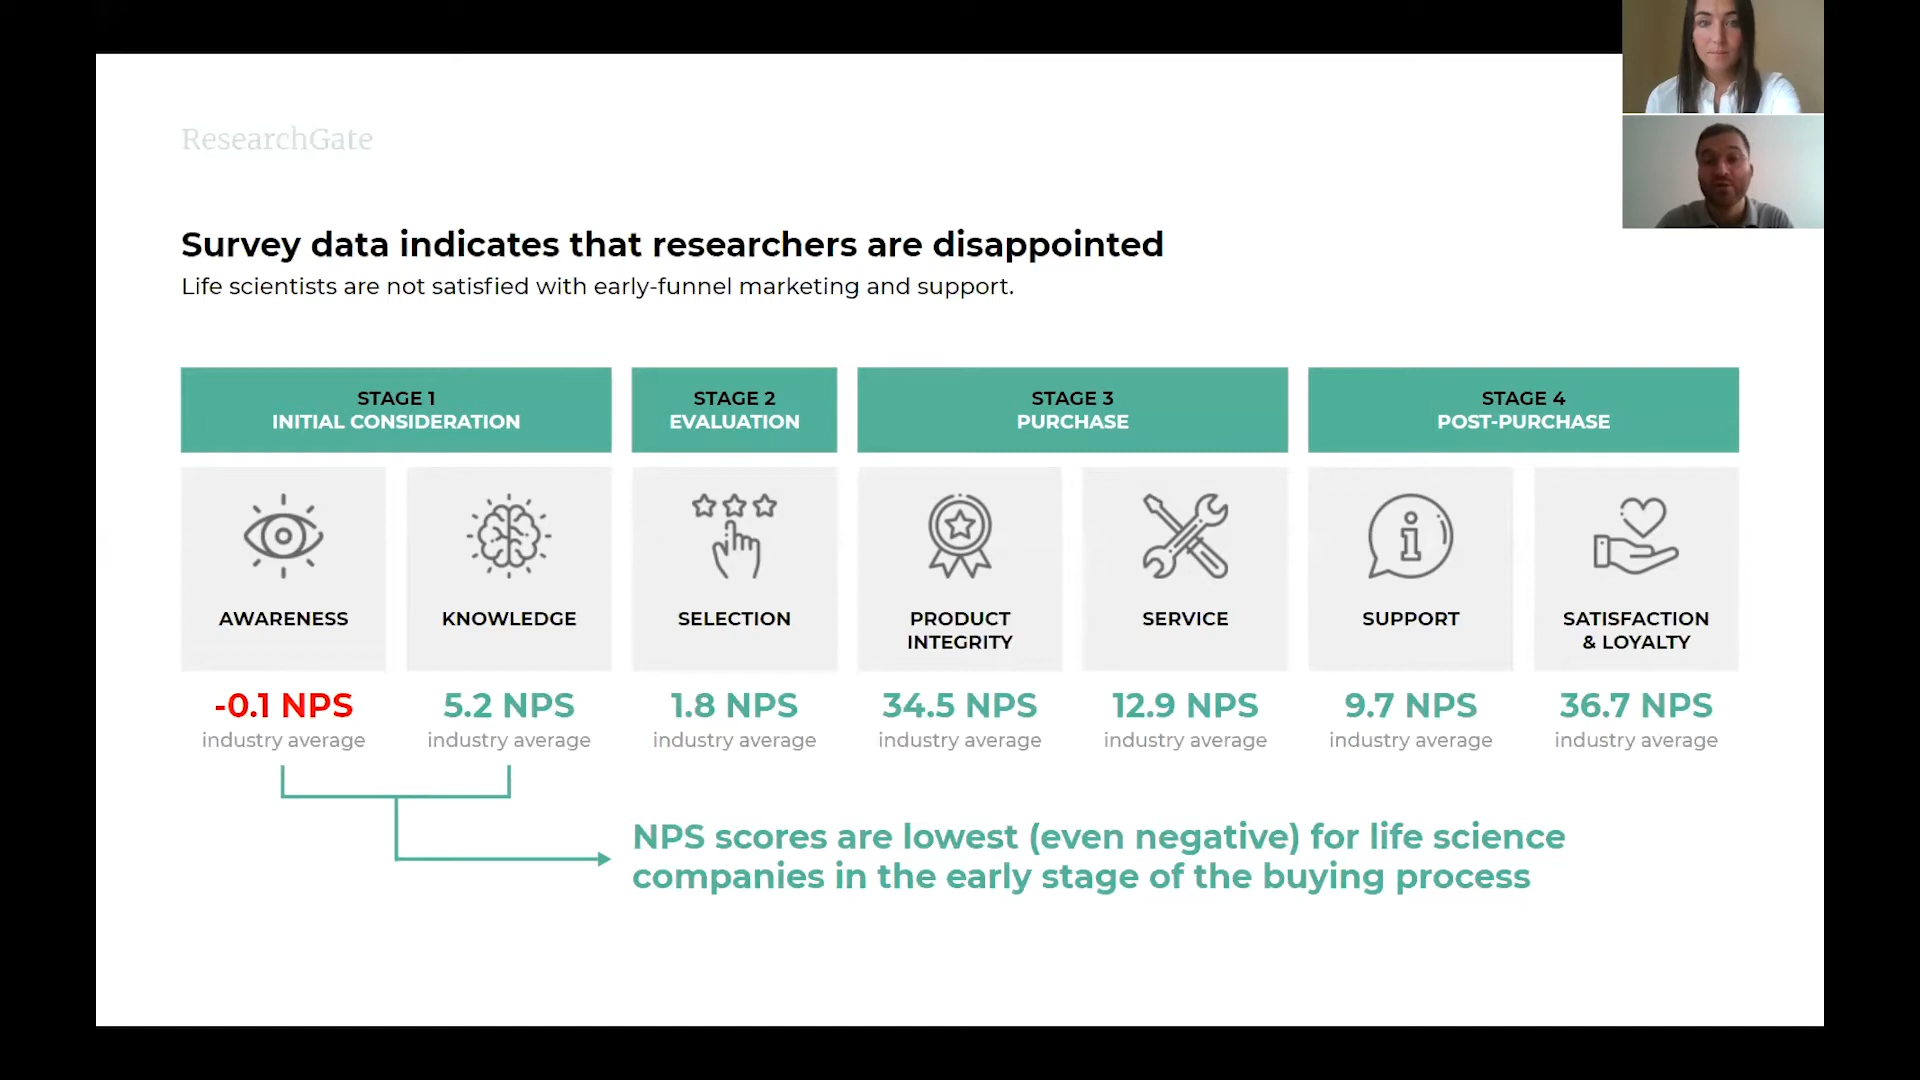 ResearchGate
Survey data indicates that researchers are disappointed
Life scientists are not satisfied with early-funnel marketing and support.
STAGE 1
INITIAL CONSIDERATION
STAGE 2
EVALUATION
STAGE 3
PURCHASE
STAGE 4
POST-PURCHASE
AWARENESS
KNOWLEDGE
SELECTION
PRODUCT
INTEGRITY
SERVICE
SUPPORT
SATISFACTION
& LOYALTY
-0.1 NPS
industry average
5.2 NPS
industry average
1.8 NPS
industry average
34.5 NPS
industry average
12.9 NPS
industry average
9.7 NPS
industry average
36.7 NPS
industry average
NPS scores are lowest (even negative) for life science
companies in the early stage of the buying process